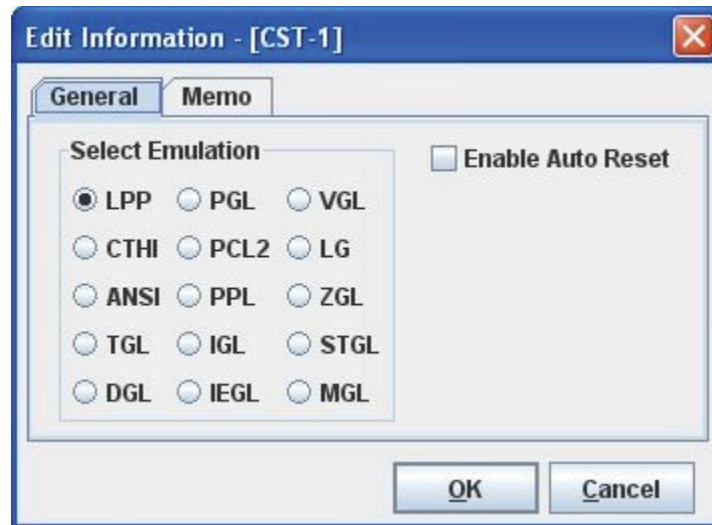 Edit Information - [CST-1]
General Memo
Select Emulation
Enable Auto Reset
LPP PGL VGL
CTHI PCL2 LG
ANSI PPL ZGL
TGL IGL STGL
DGL IEGL MGL
OK Cancel